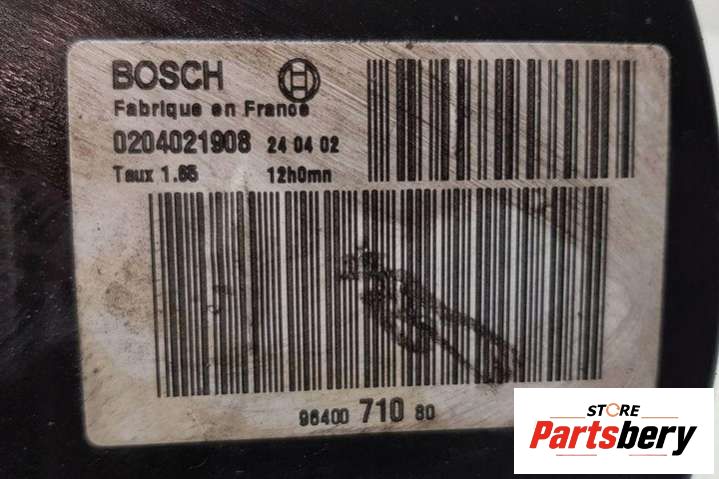 BOSCH
Fabrique en France
0204021908 24 04 02
Taux 1.65 12h0mn
96400 710 80
STORE
Partsbery